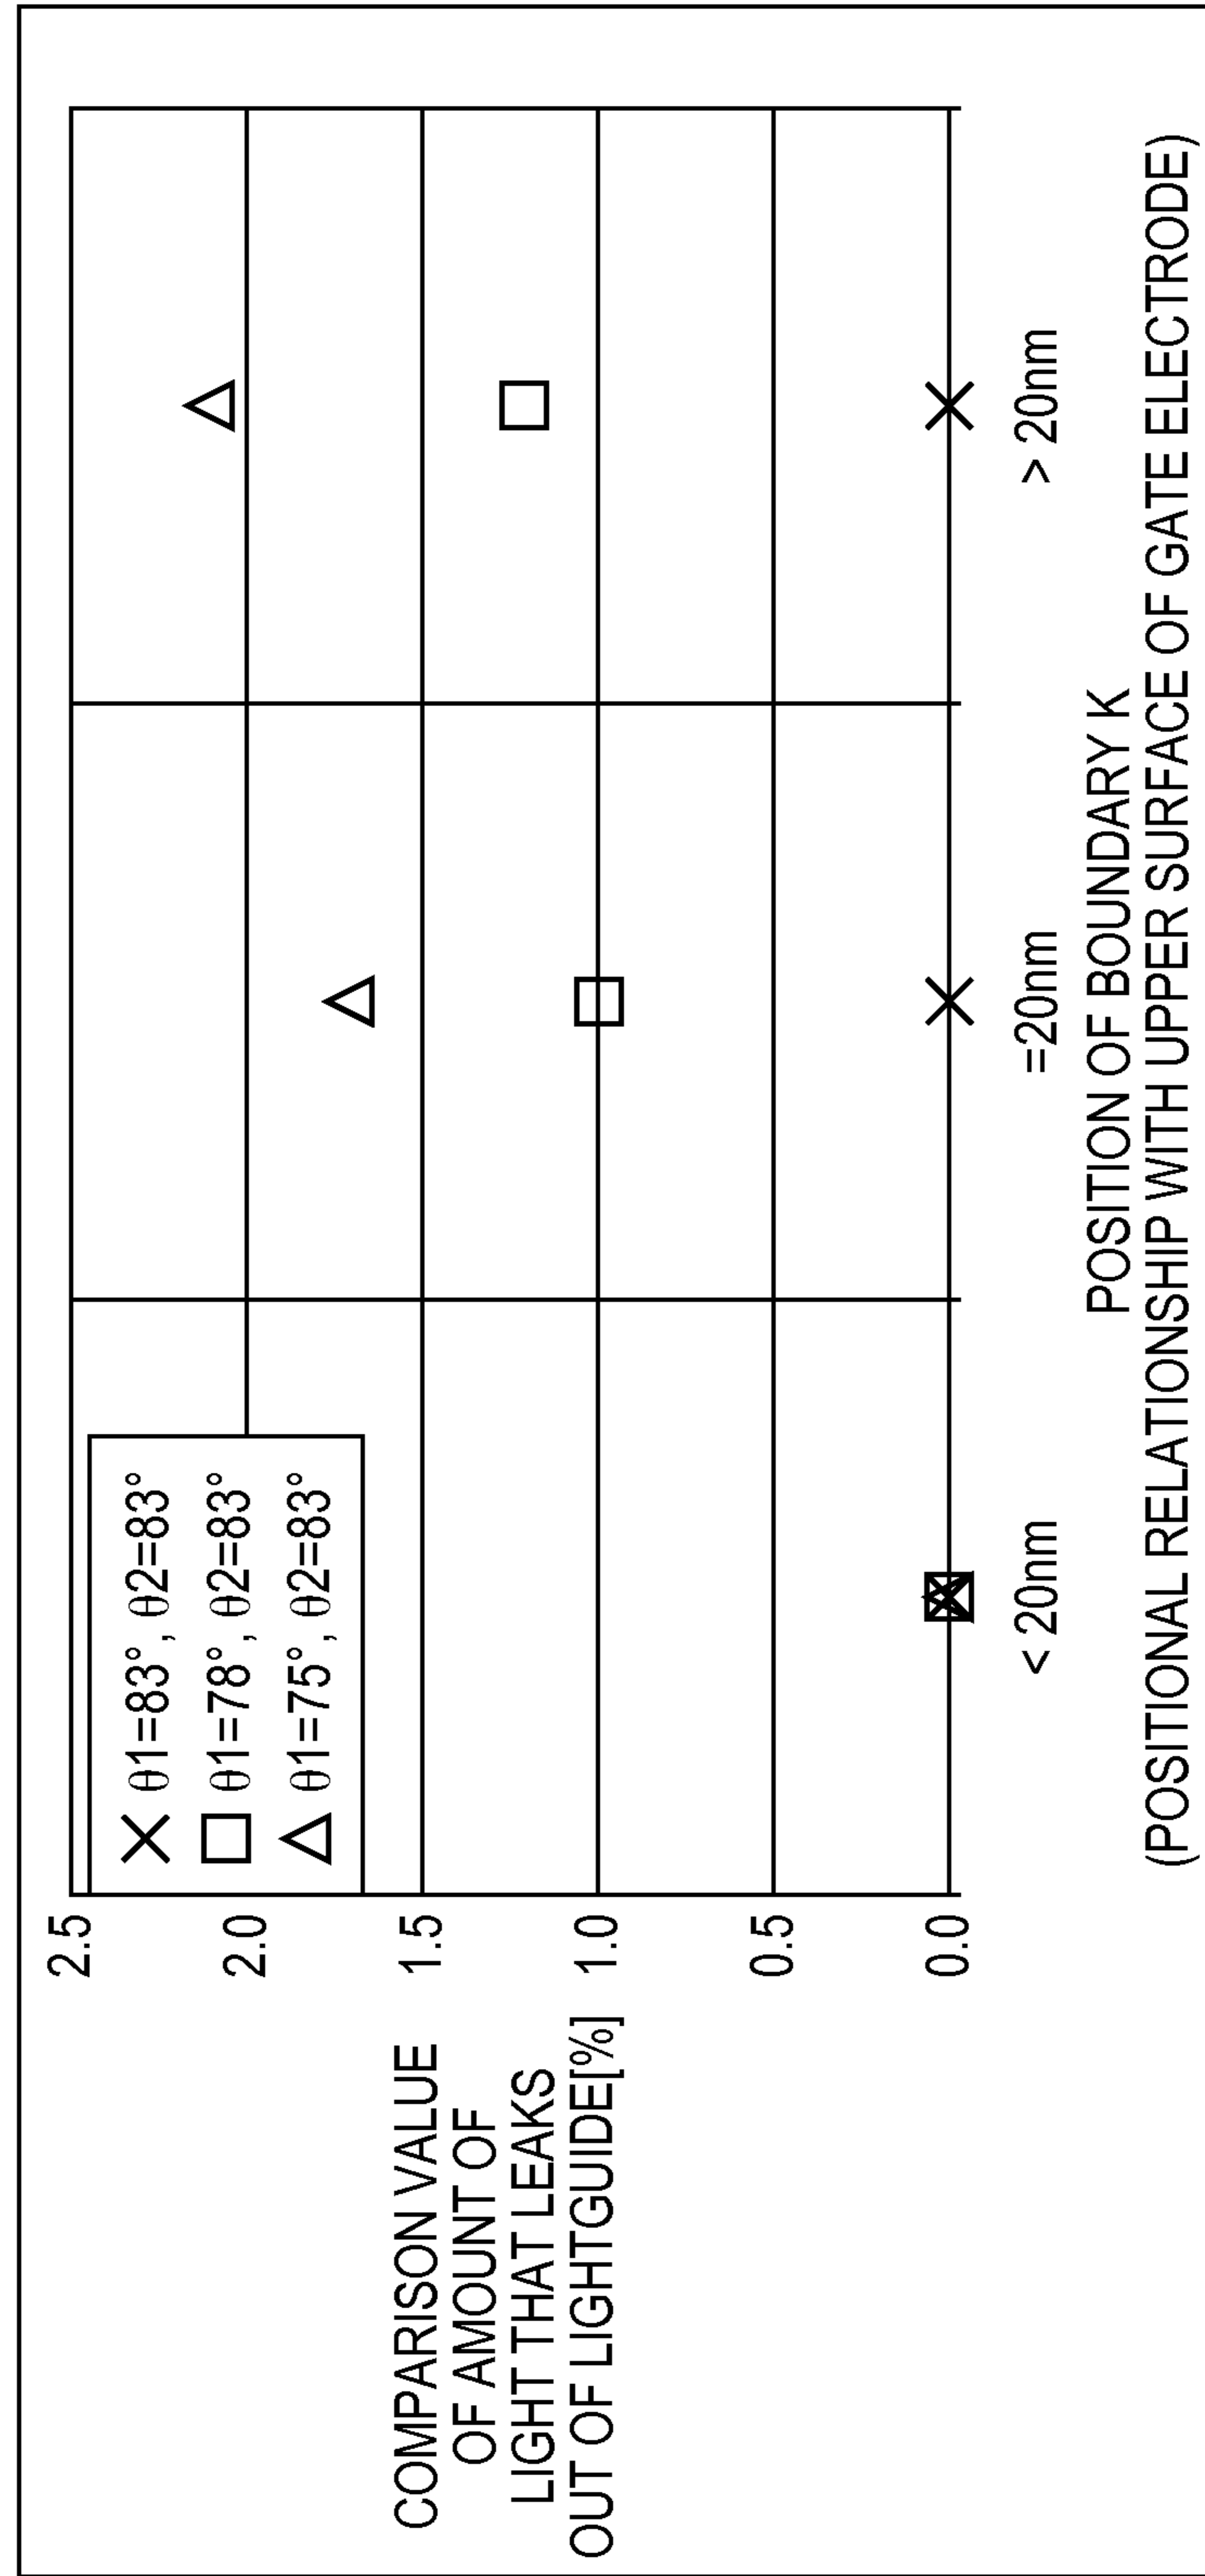 COMPARISON VALUE
OF AMOUNT OF
LIGHT THAT LEAKS
OUT OF LIGHTGUIDE[%]
2.5
2.0
1.5
1.0
0.5
0.0
θ1=83°, θ2=83°
θ1=78°, θ2=83°
θ1=75°, θ2=83°
< 20nm
=20nm
> 20nm
POSITION OF BOUNDARY K
(POSITIONAL RELATIONSHIP WITH UPPER SURFACE OF GATE ELECTRODE)